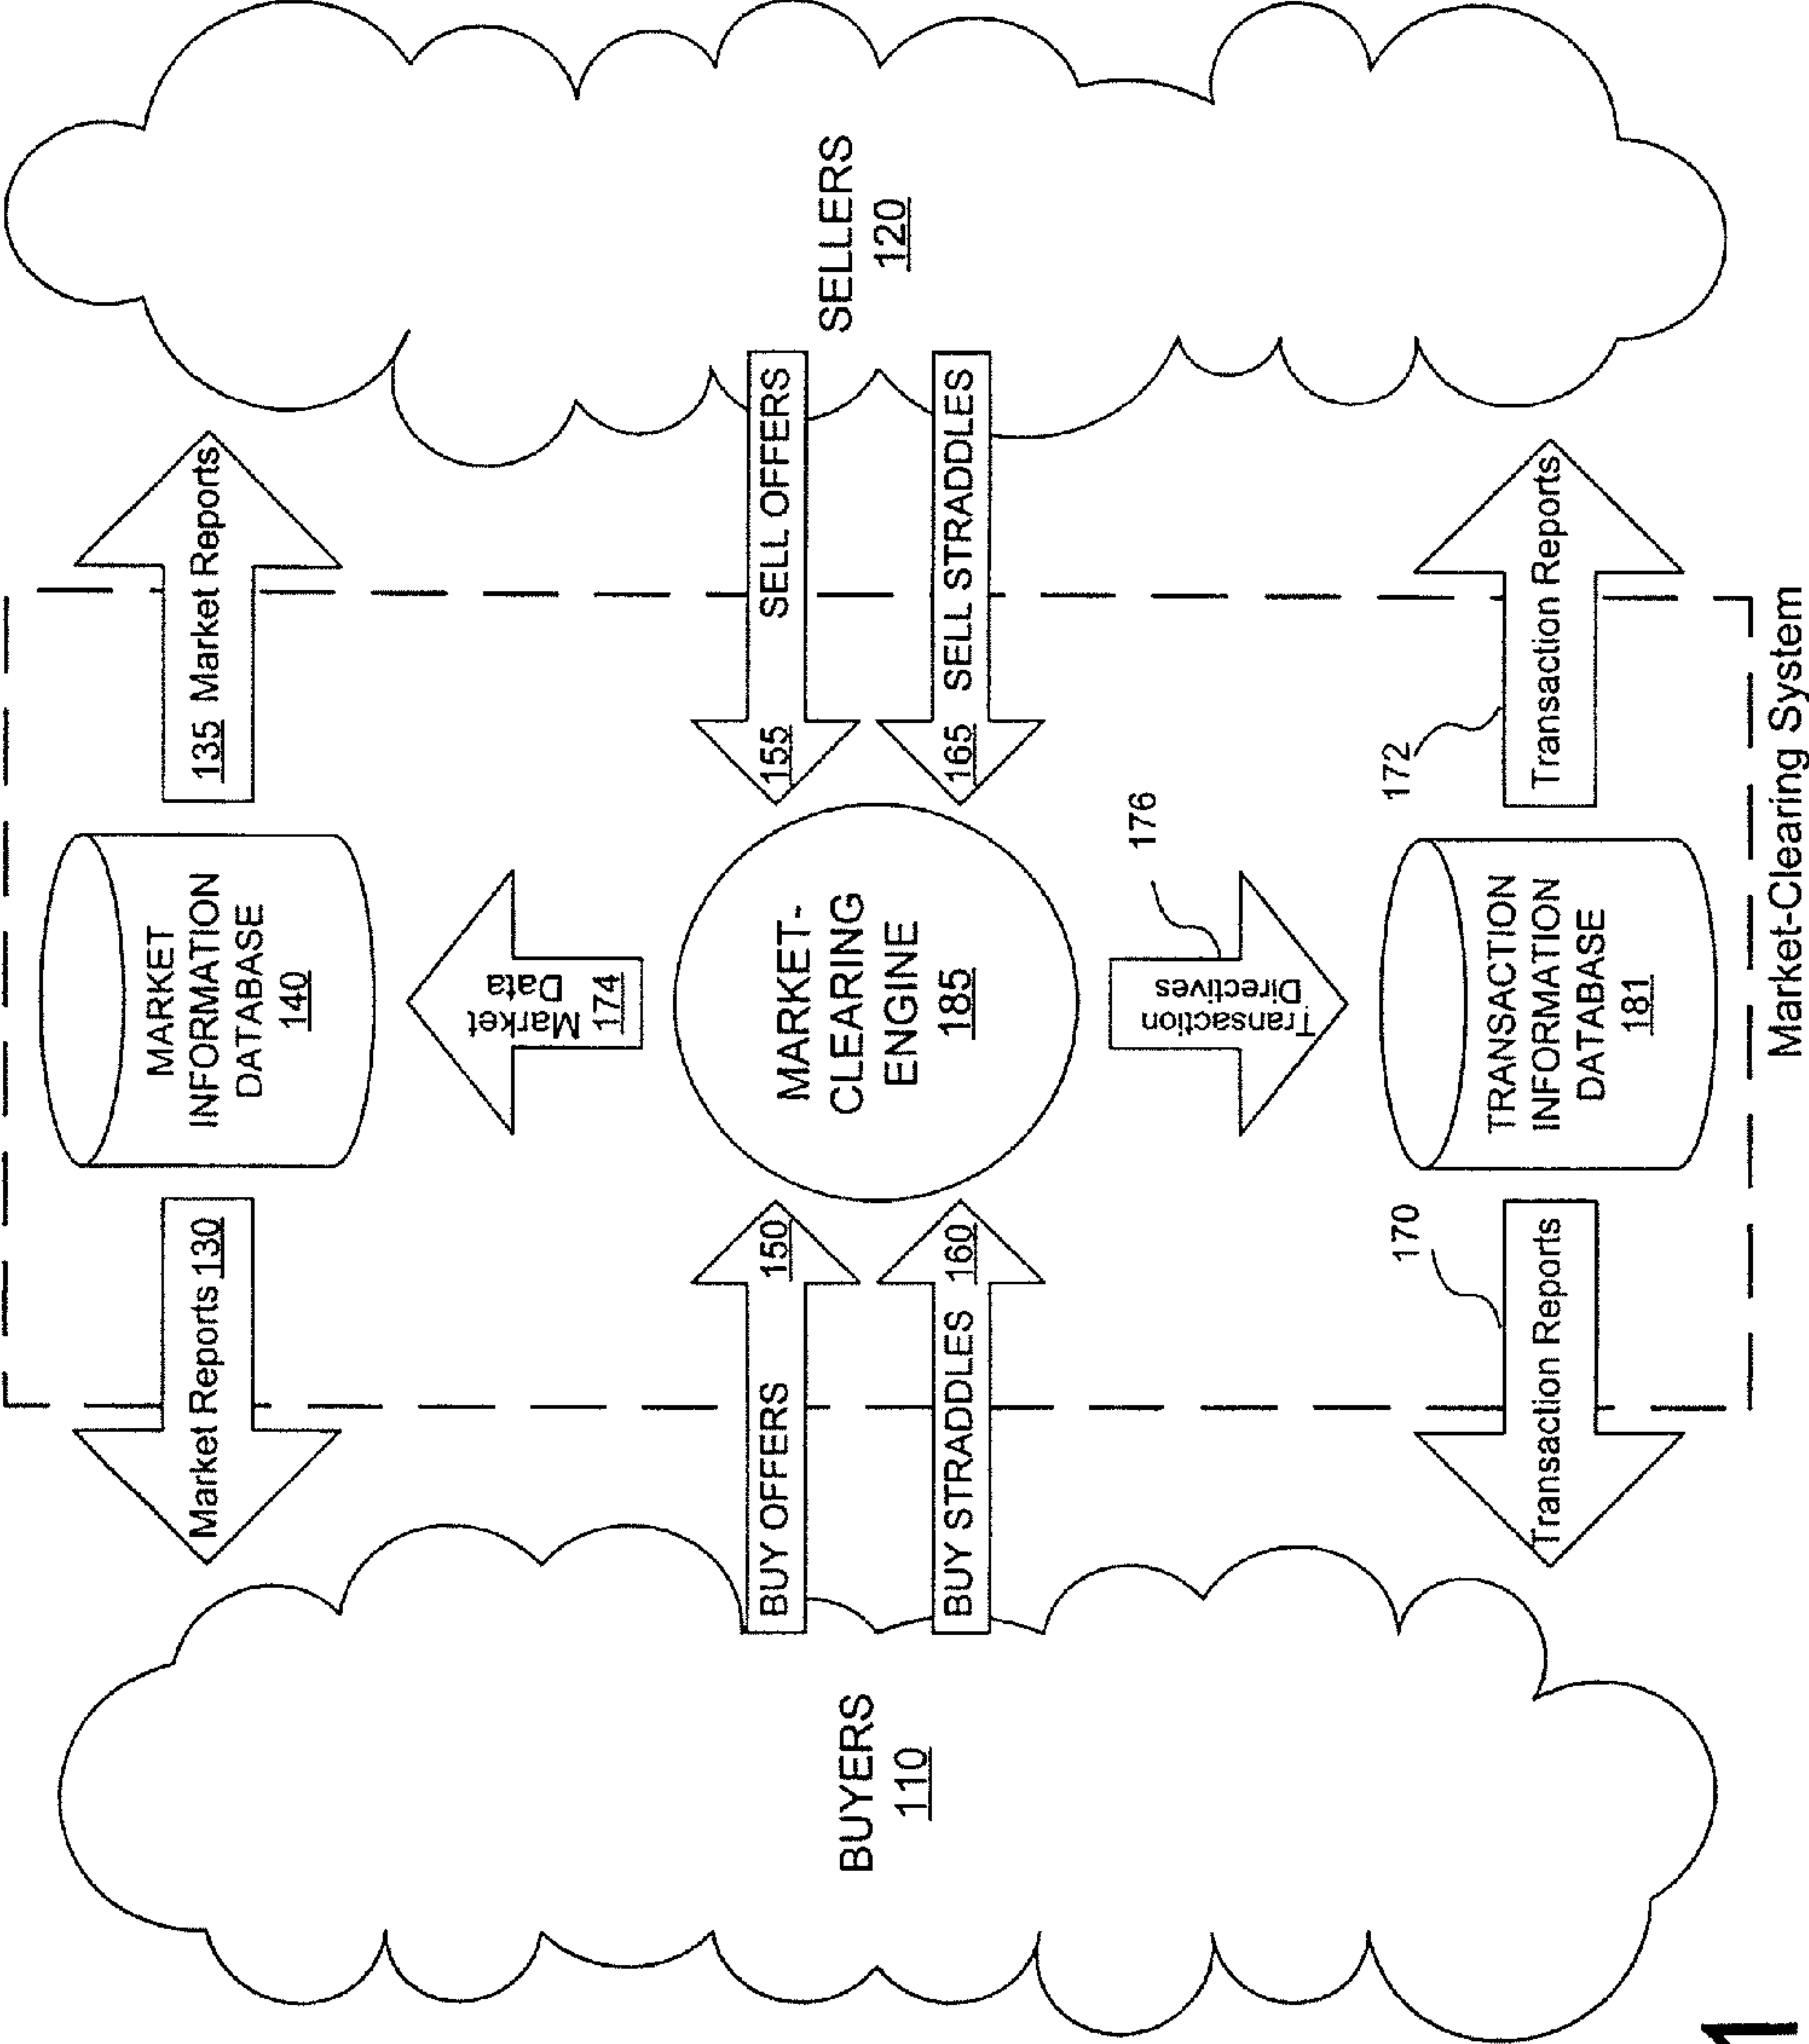 MARKET
INFORMATION
DATABASE
140
Market Reports 130
135 Market Reports
Market
Data
174
BUYERS
110
BUY OFFERS 150
BUY STRADDLES 160
MARKET-
CLEARING
ENGINE
185
155 SELL OFFERS
165 SELL STRADDLES
SELLERS
120
Transaction
Directives
176
170
Transaction Reports
TRANSACTION
INFORMATION
DATABASE
181
172
Transaction Reports
Market-Clearing System